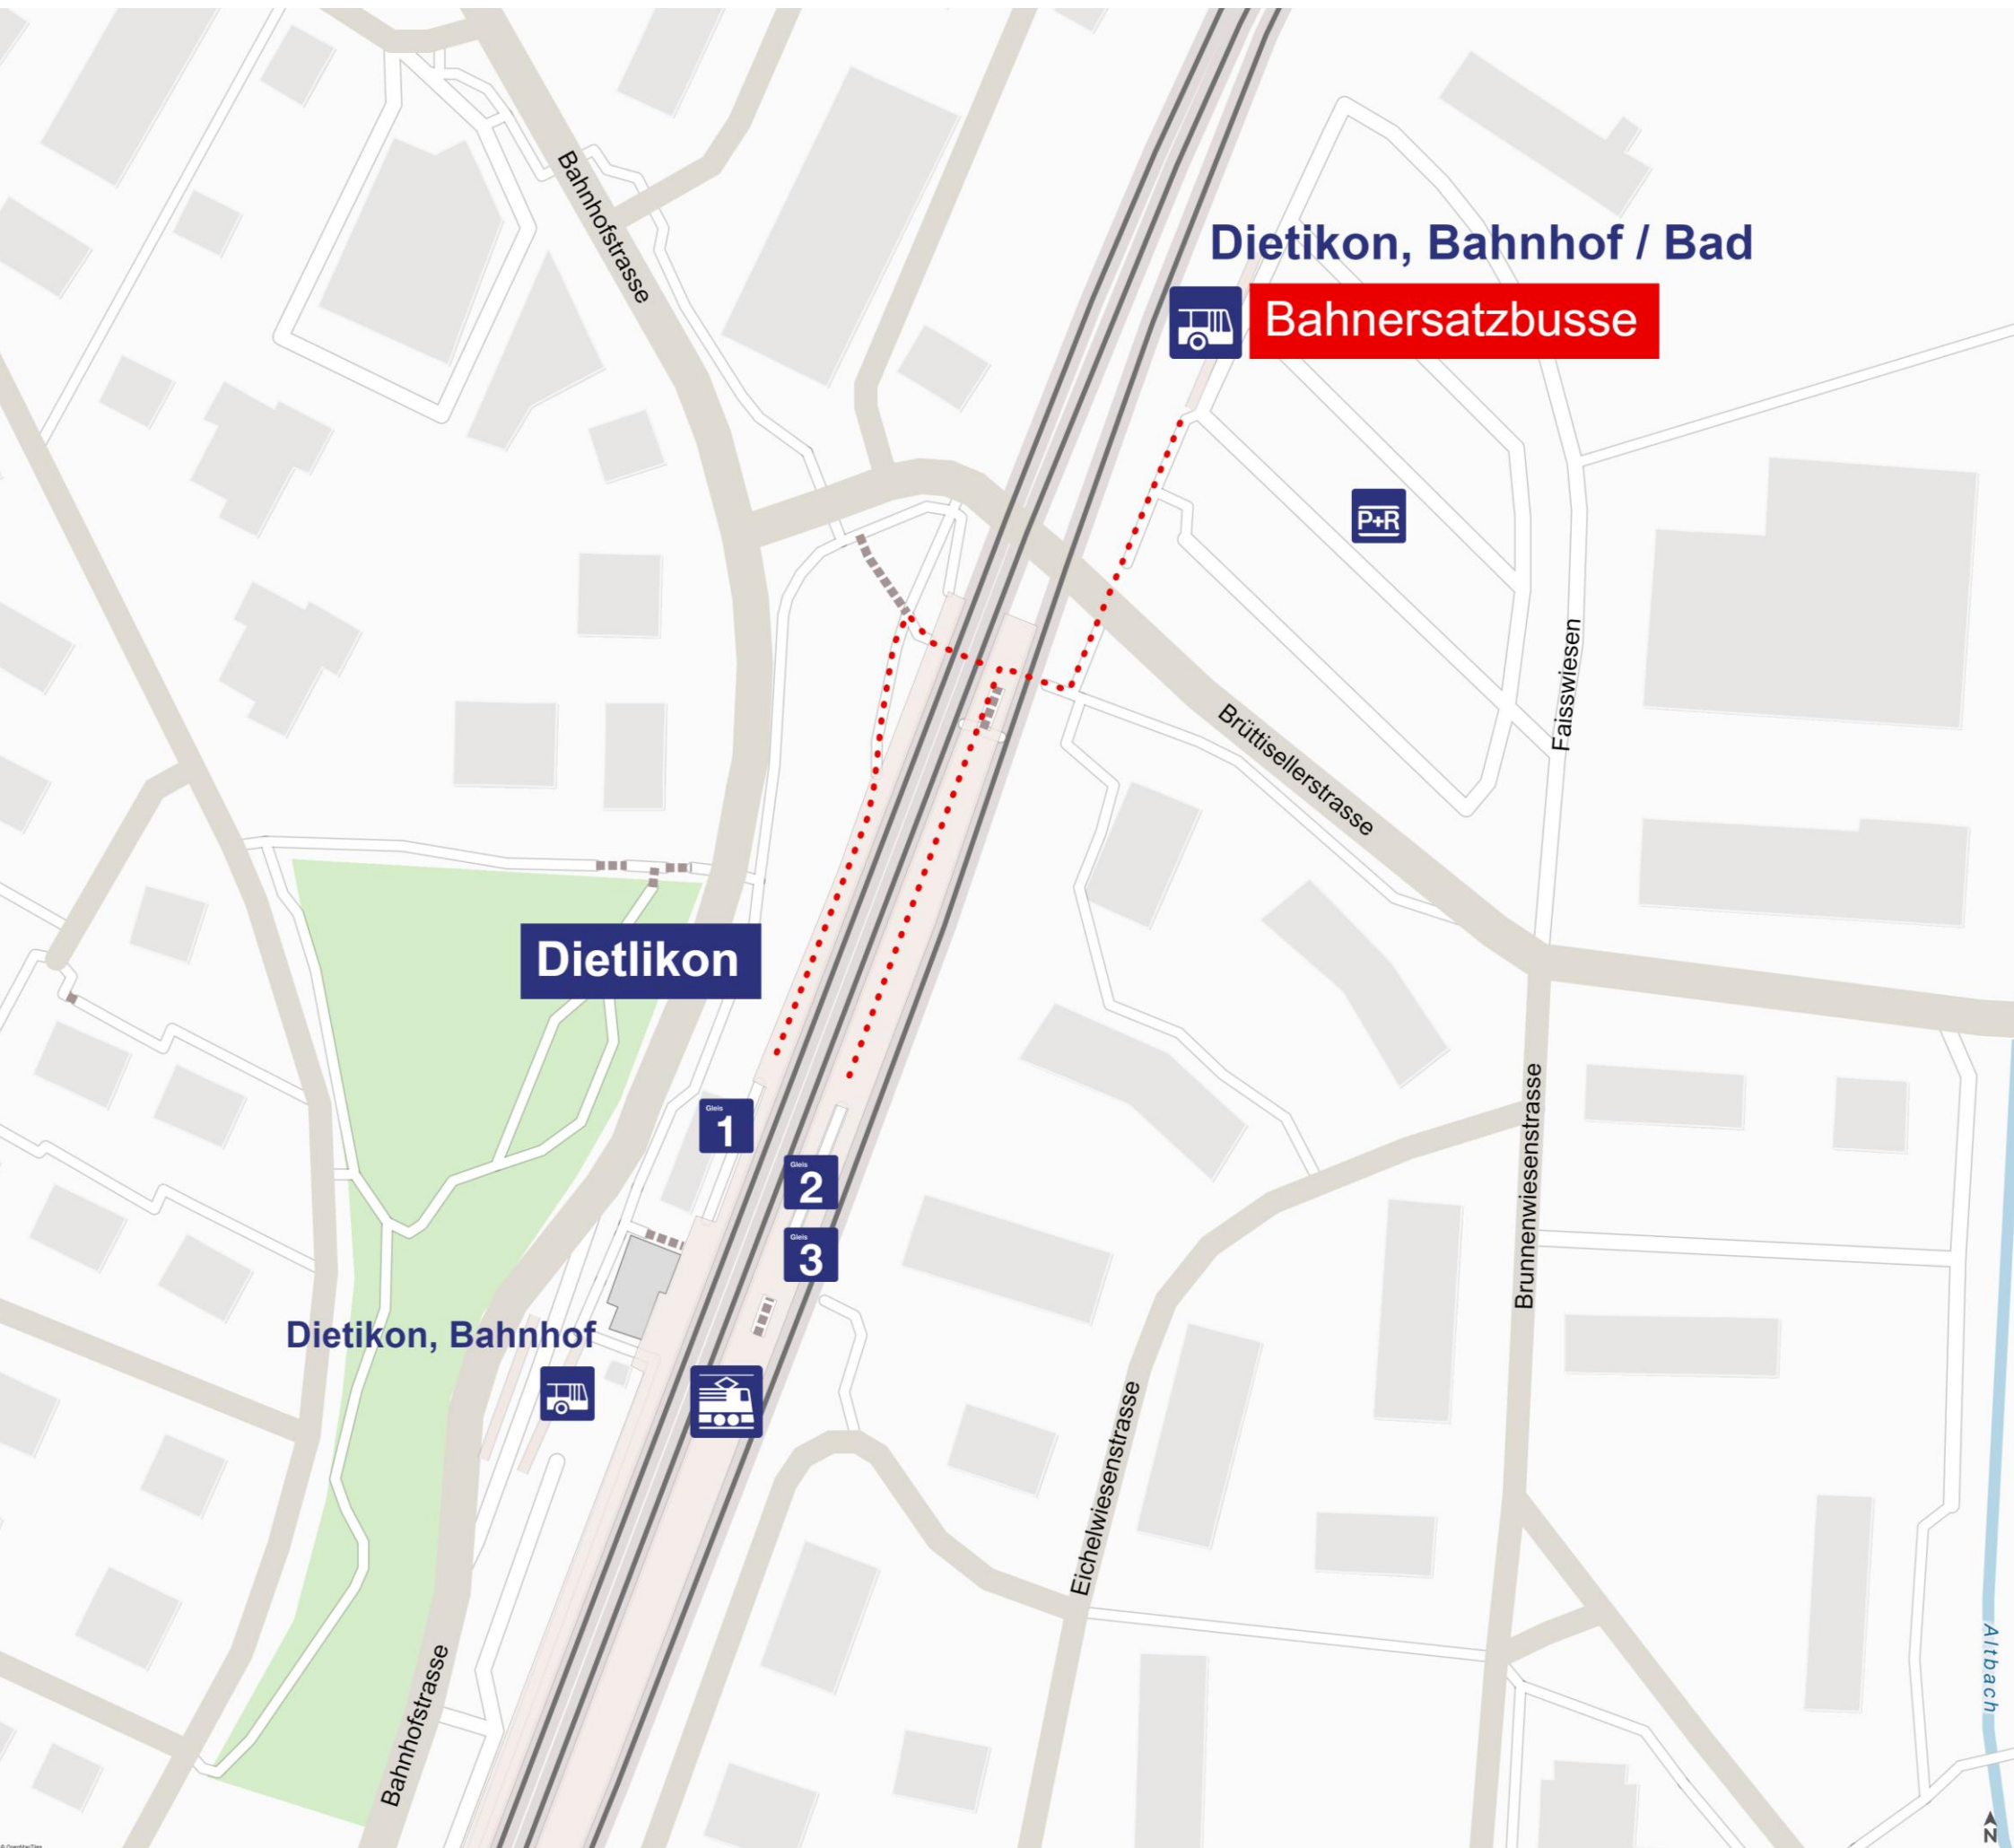 Bahnhofstrasse
Dietikon, Bahnhof / Bad
Bahnersatzbusse
P+R
Faisswiesen
Brüttisellerstrasse
Dietlikon
Gleis
1
Gleis
2
Gleis
3
Brunnenwiesenstrasse
Dietikon, Bahnhof
Eichelwiesenstrasse
Bahnhofstrasse
Altbach
N
© OpenMapTiles